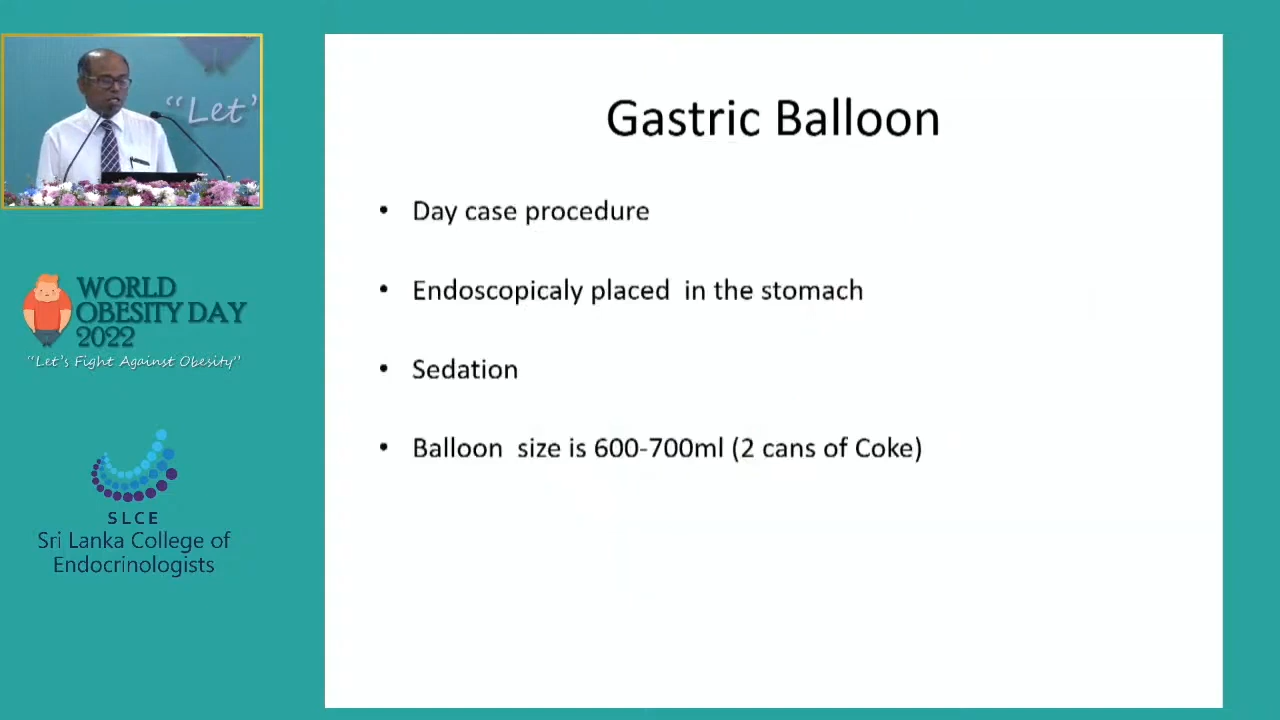 “Let’
WORLD
OBESITY DAY
2022
“Let’s Fight Against Obesity”
SLCE
Sri Lanka College of
Endocrinologists
Gastric Balloon
• Day case procedure
• Endoscopicaly placed in the stomach
• Sedation
• Balloon size is 600-700ml (2 cans of Coke)